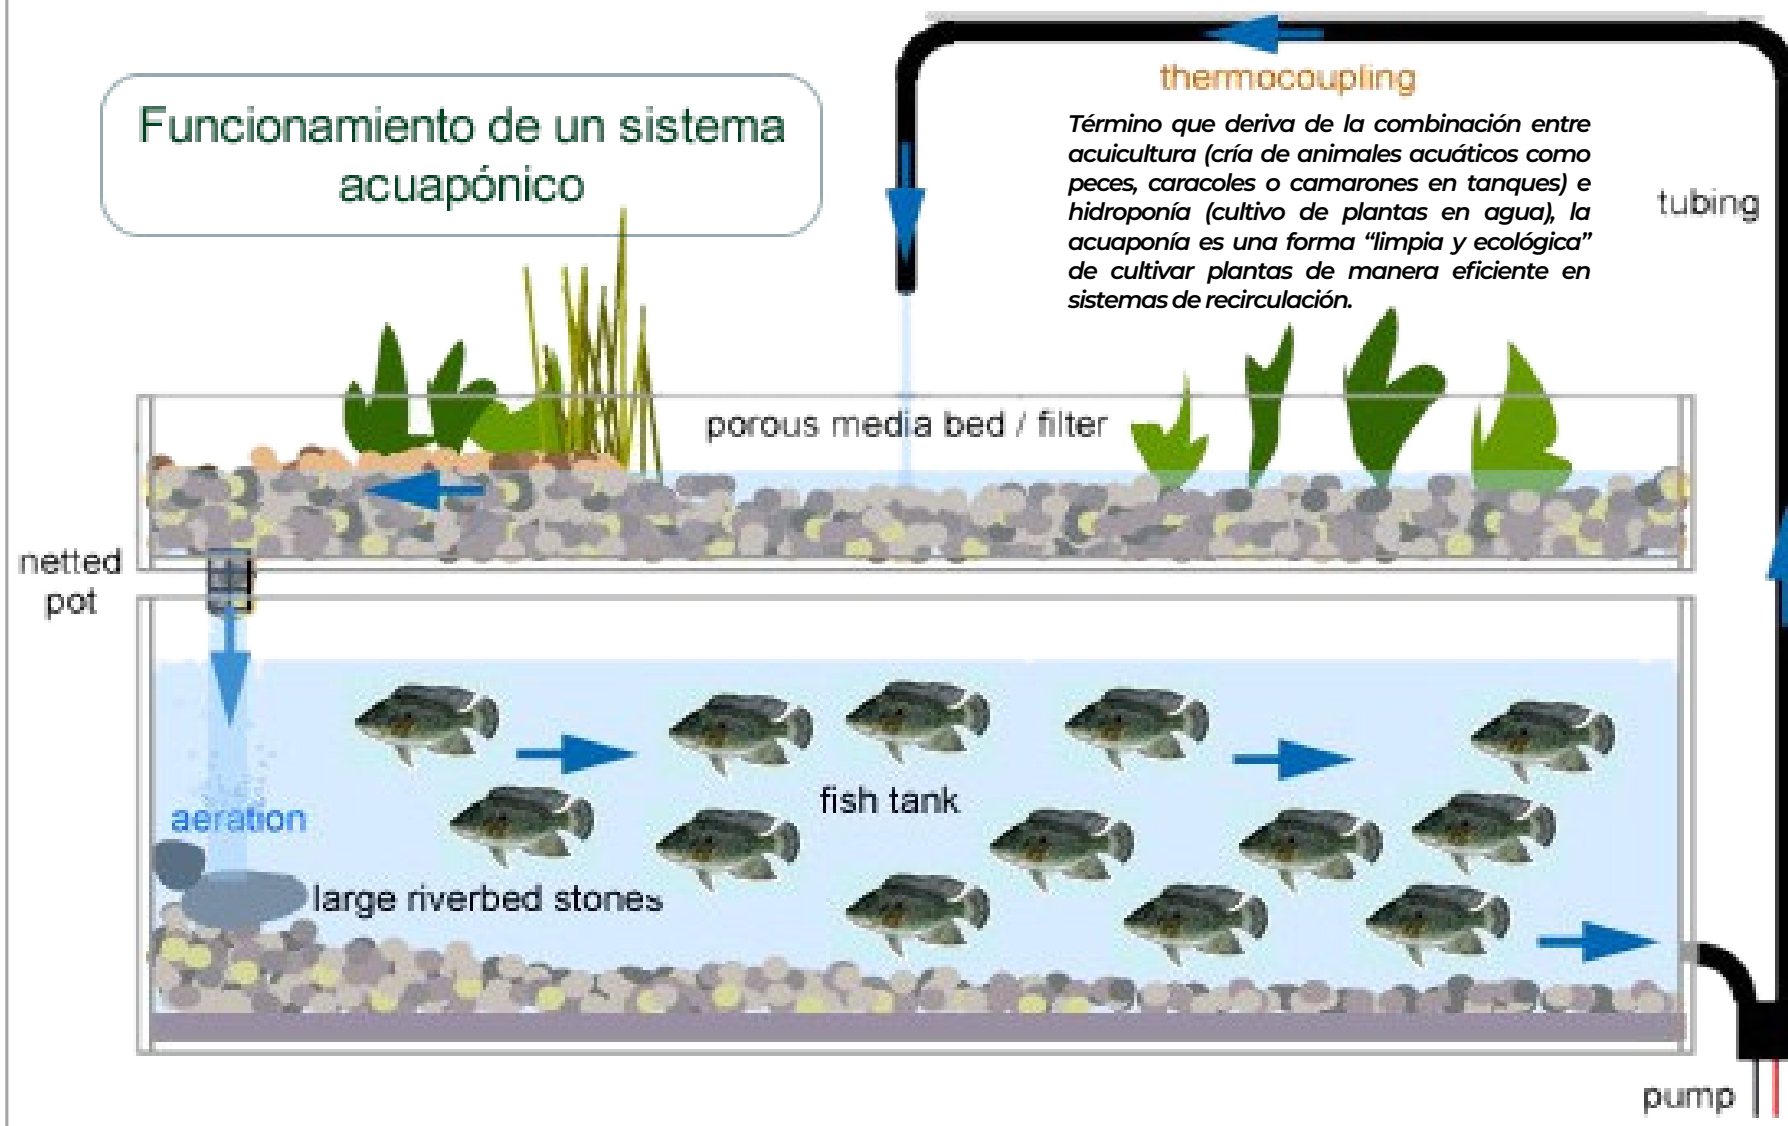 Funcionamiento de un sistema
acuapónico
thermocoupling
Término que deriva de la combinación entre
acuicultura (cría de animales acuáticos como
peces, caracoles o camarones en tanques) e
hidroponía (cultivo de plantas en agua), la
acuaponía es una forma “limpia y ecológica”
de cultivar plantas de manera eficiente en
sistemas de recirculación.
tubing
porous media bed / filter
netted
pot
fish tank
aeration
large riverbed stones
pump